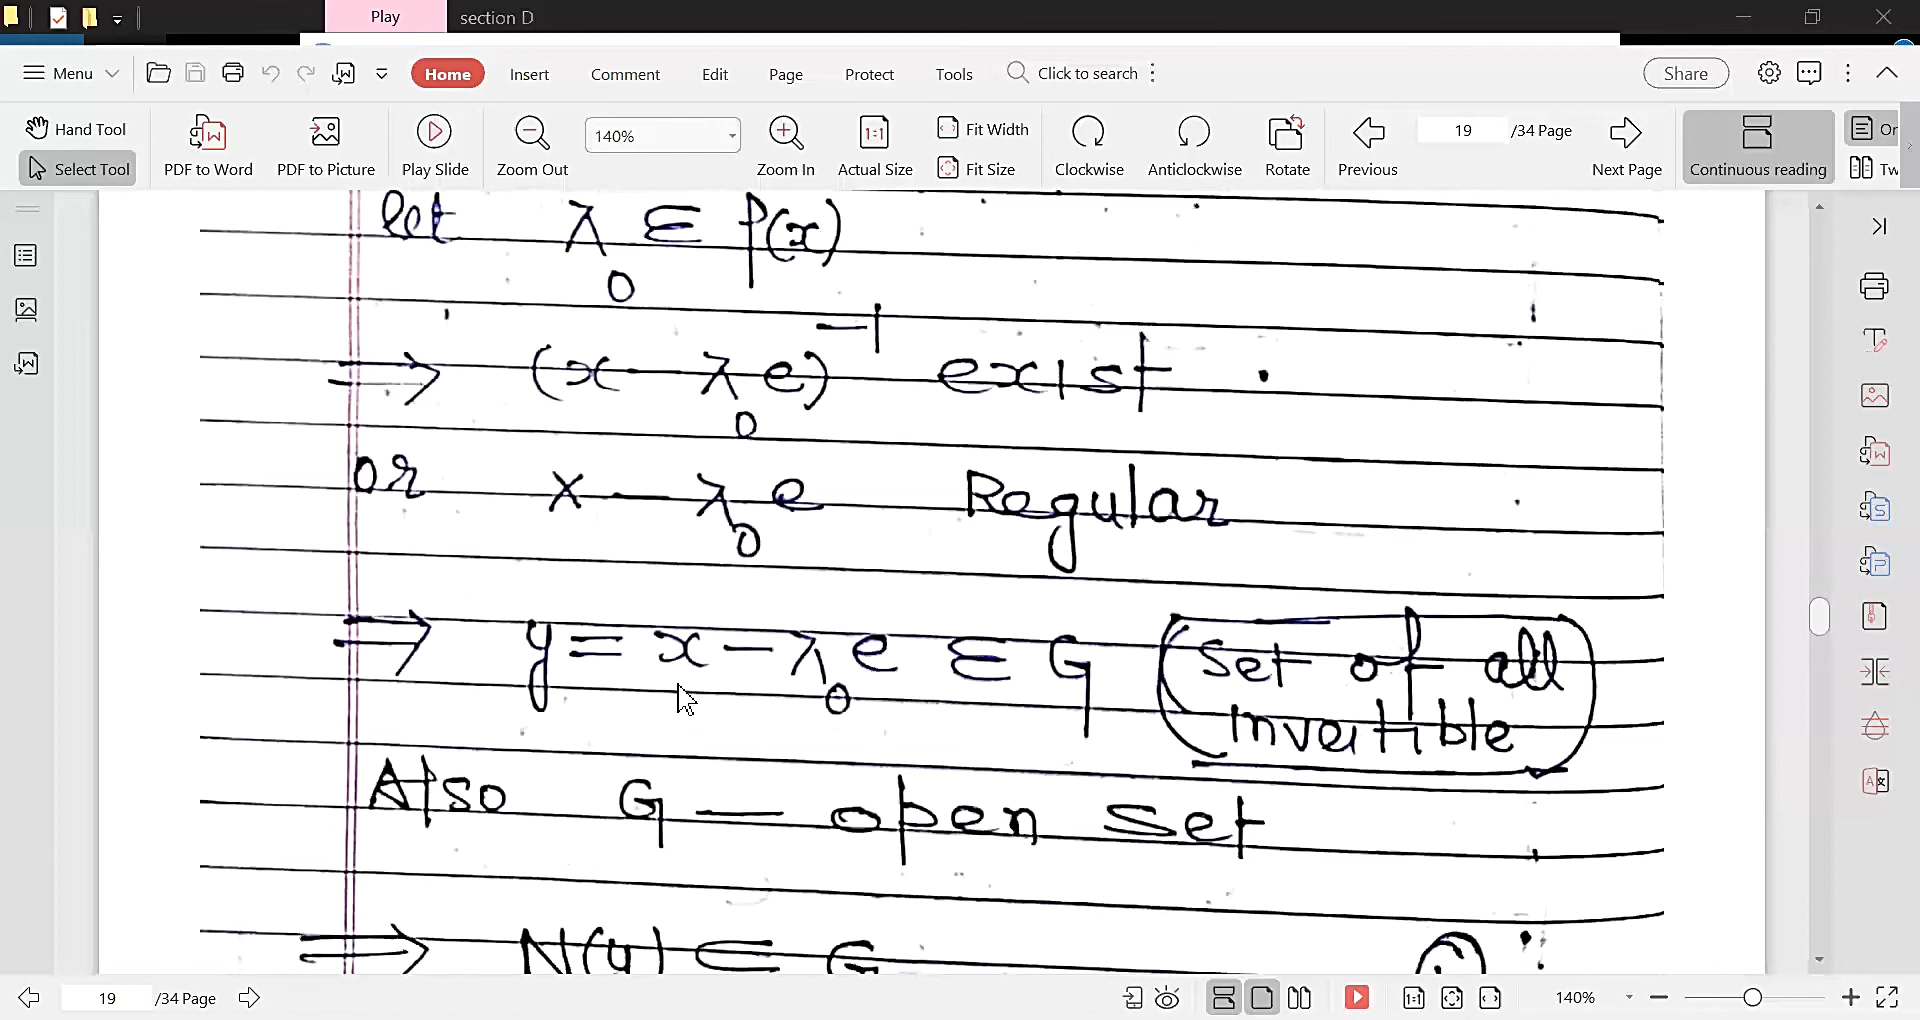 Play section D
Menu Home Insert Comment Edit Page Protect Tools Click to search Share
Hand Tool Select Tool PDF to Word PDF to Picture Play Slide Zoom Out 140% Zoom In Actual Size Fit Width Fit Size Clockwise Anticlockwise Rotate Previous 19 /34 Page Next Page Continuous reading Or Tw
let λ₀ ∈ ρ(x)
⟹ (x − λ₀e)⁻¹ exist .
or x − λ₀e Regular
⟹ y = x − λ₀e ∈ G (Set of all
invertible
Also G — open set
⟹ N(y) ⊂ G
19 /34 Page 140%